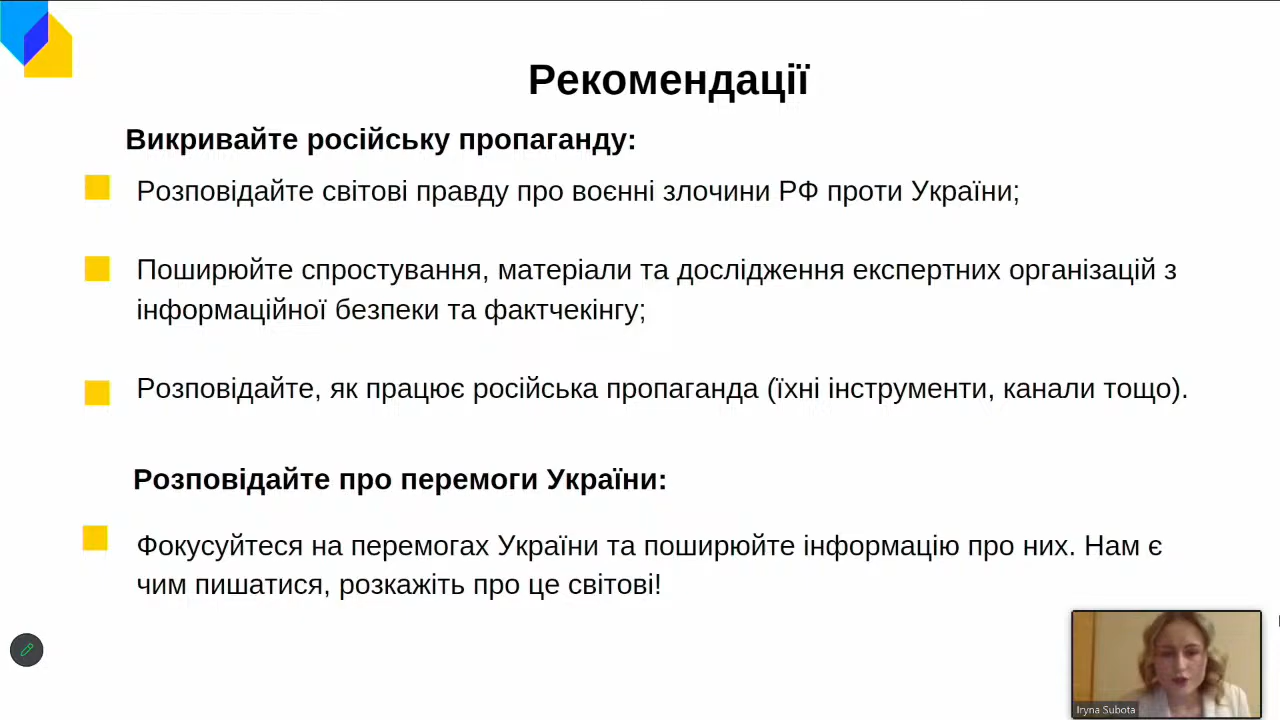 Рекомендації
Викривайте російську пропаганду:
Розповідайте світові правду про воєнні злочини РФ проти України;
Поширюйте спростування, матеріали та дослідження експертних організацій з
інформаційної безпеки та фактчекінгу;
Розповідайте, як працює російська пропаганда (їхні інструменти, канали тощо).
Розповідайте про перемоги України:
Фокусуйтеся на перемогах України та поширюйте інформацію про них. Нам є
чим пишатися, розкажіть про це світові!
Iryna Subota